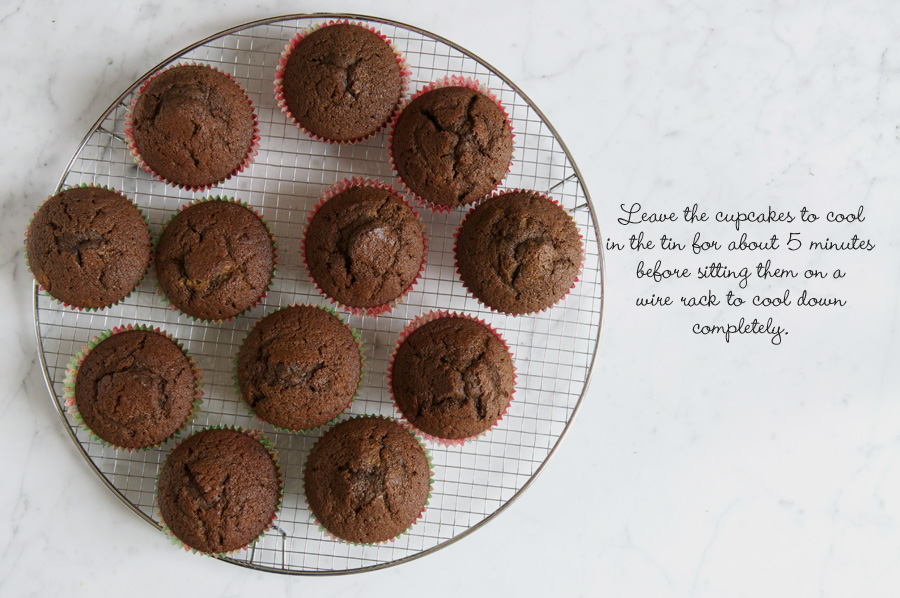 Leave the cupcakes to cool
in the tin for about 5 minutes
before sitting them on a
wire rack to cool down
completely.